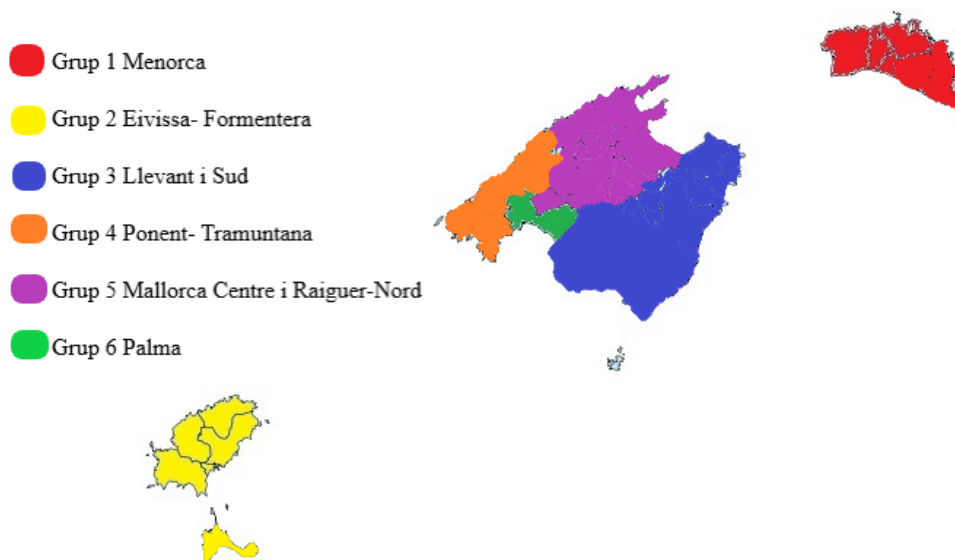 Grup 1 Menorca
Grup 2 Eivissa- Formentera
Grup 3 Llevant i Sud
Grup 4 Ponent- Tramuntana
Grup 5 Mallorca Centre i Raiguer-Nord
Grup 6 Palma